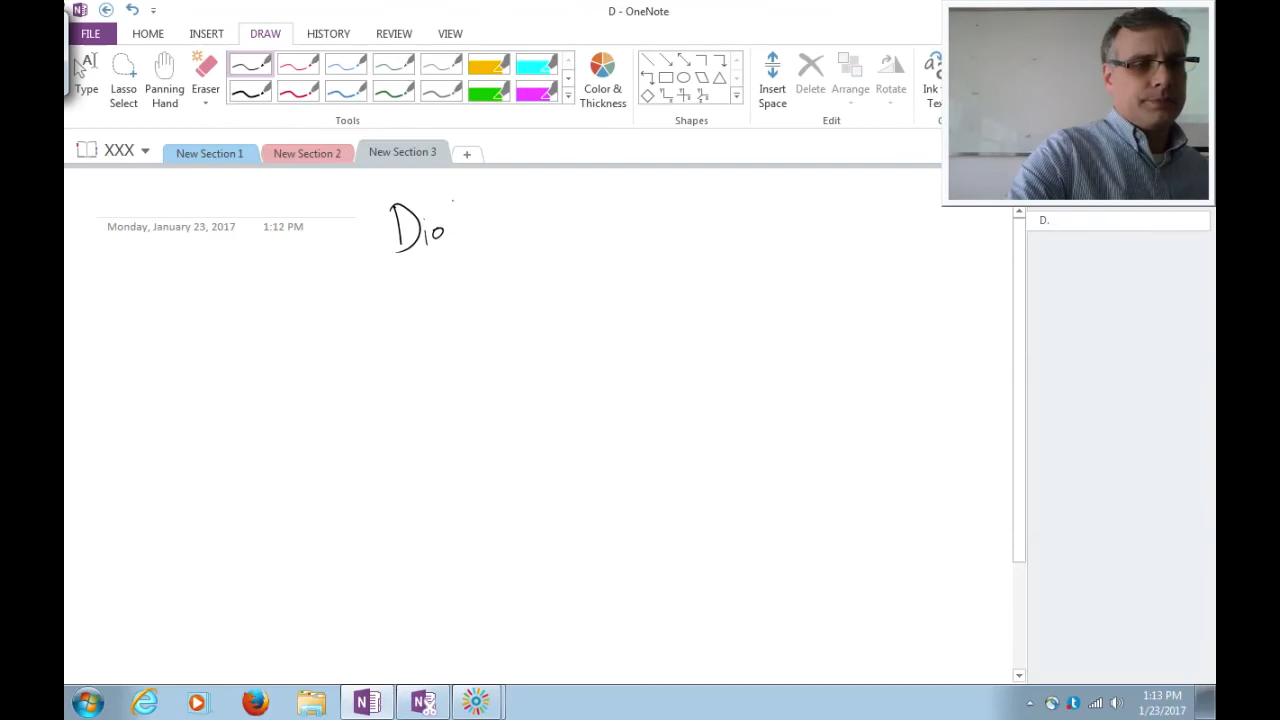 D - OneNote
FILE HOME INSERT DRAW HISTORY REVIEW VIEW
Type
Lasso Select
Panning Hand
Eraser
Color & Thickness
Insert Space
Delete
Arrange
Rotate
Ink to
Tools
Shapes
Edit
XXX New Section 1 New Section 2 New Section 3 +
Dio
Monday, January 23, 2017 1:12 PM
D.
1:13 PM
1/23/2017